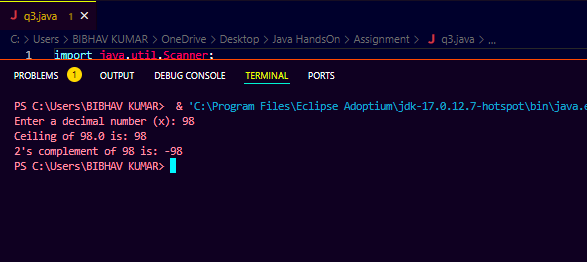 J q3.java 1 X
C: > Users > BIBHAV KUMAR > OneDrive > Desktop > Java HandsOn > Assignment > J q3.java > ...
1 import java.util.Scanner;
PROBLEMS 1 OUTPUT DEBUG CONSOLE TERMINAL PORTS
PS C:\Users\BIBHAV KUMAR> & 'C:\Program Files\Eclipse Adoptium\jdk-17.0.12.7-hotspot\bin\java.e
Enter a decimal number (x): 98
Ceiling of 98.0 is: 98
2's complement of 98 is: -98
PS C:\Users\BIBHAV KUMAR>